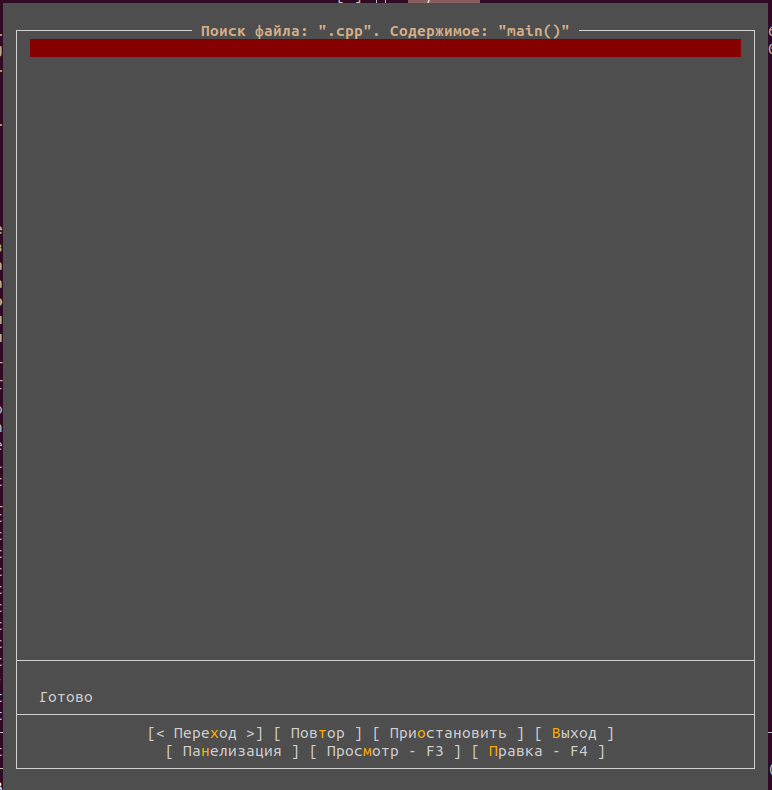 Поиск файла: ".cpp". Содержимое: "main()"
Готово
[< Переход >] [ Повтор ] [ Приостановить ] [ Выход ]
[ Панелизация ] [ Просмотр - F3 ] [ Правка - F4 ]